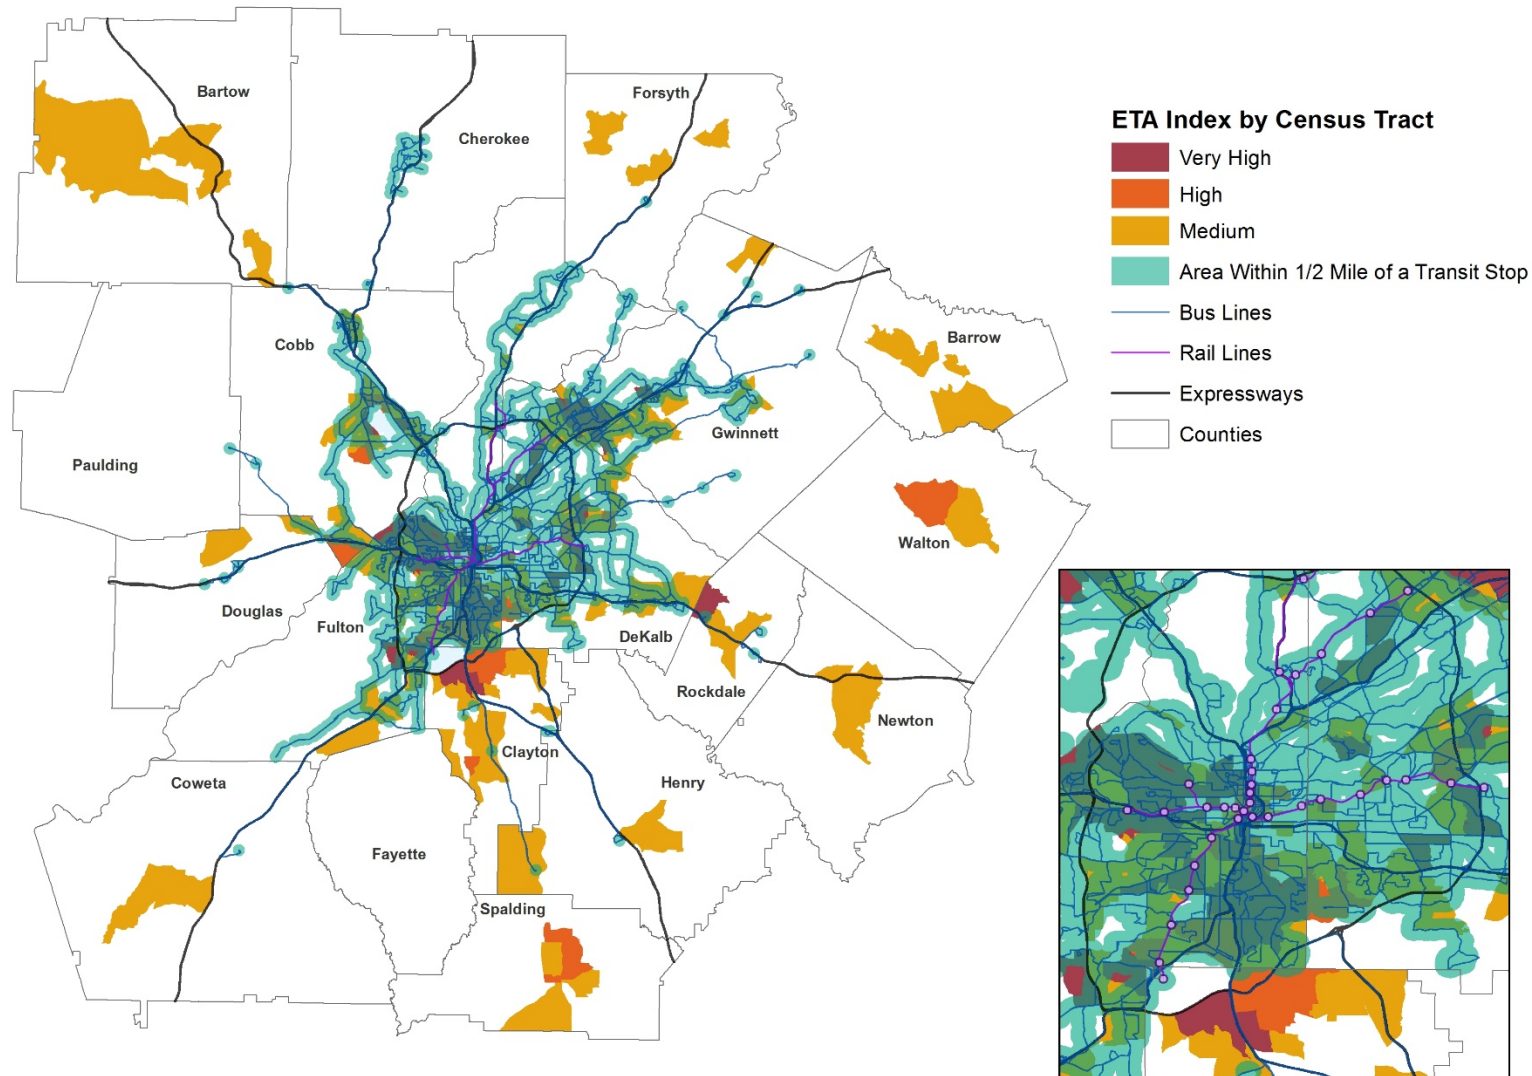 Bartow
Forsyth
Cherokee
ETA Index by Census Tract
Very High
High
Medium
Area Within 1/2 Mile of a Transit Stop
Bus Lines
Rail Lines
Expressways
Counties
Cobb
Barrow
Gwinnett
Paulding
Walton
Douglas
Fulton
DeKalb
Rockdale
Newton
Clayton
Coweta
Henry
Fayette
Spalding